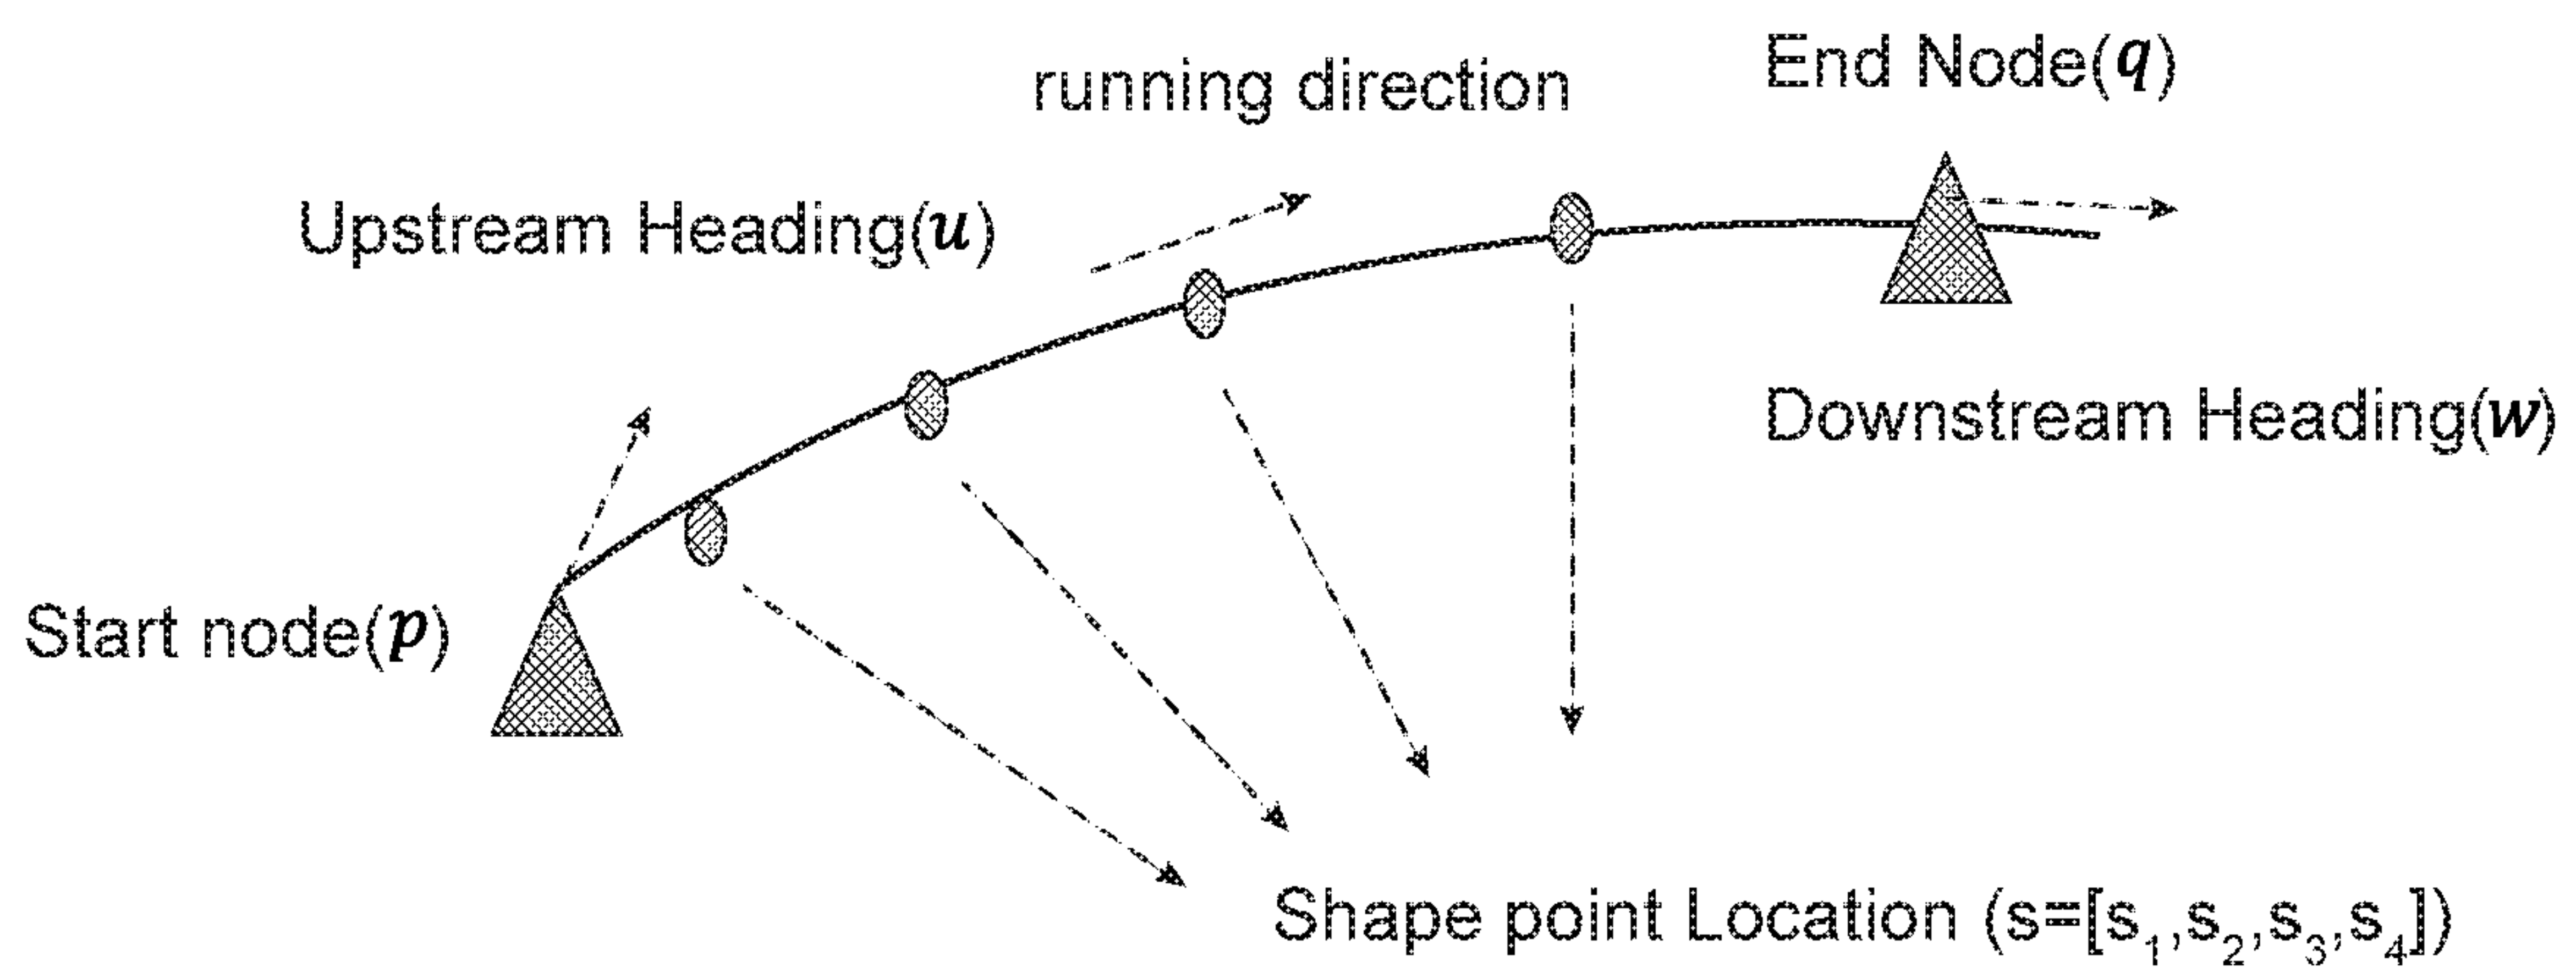 End Node(q)
running direction
Upstream Heading(u)
Downstream Heading(w)
Start node(p)
Shape point Location (s=[s₁,s₂,s₃,s₄])